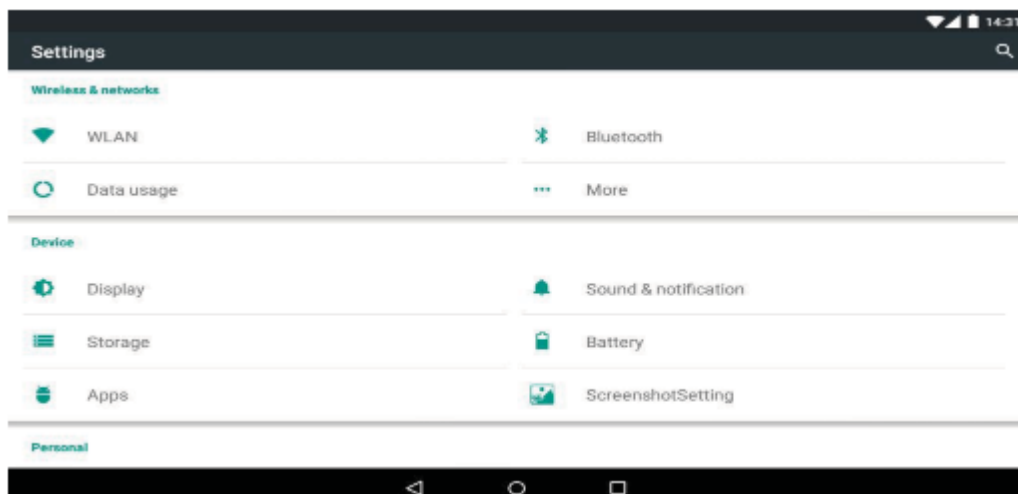 14:31
Settings
Wireless & networks
WLAN
Bluetooth
Data usage
More
Device
Display
Sound & notification
Storage
Battery
Apps
ScreenshotSetting
Personal